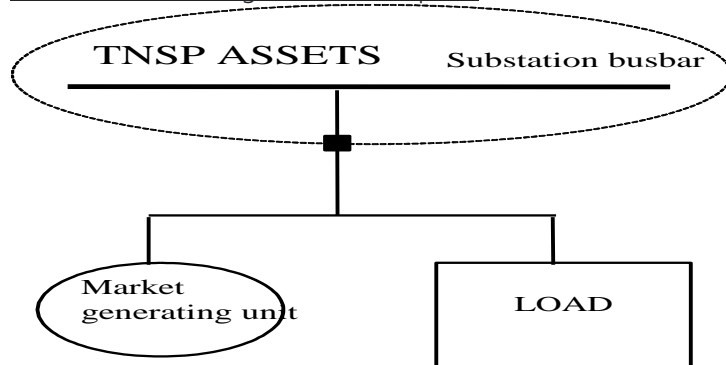 TNSP ASSETS
Substation busbar
Market
generating unit
LOAD